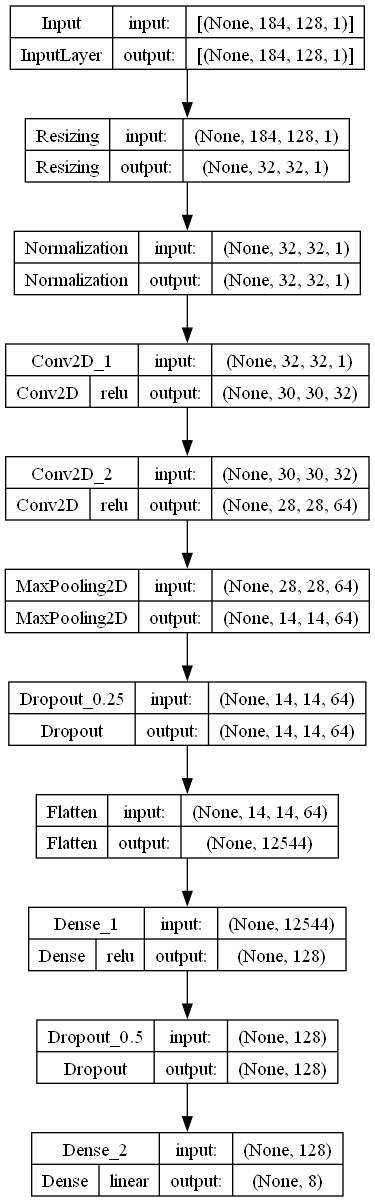 Input input: [(None, 184, 128, 1)]
InputLayer output: [(None, 184, 128, 1)]
Resizing input: (None, 184, 128, 1)
Resizing output: (None, 32, 32, 1)
Normalization input: (None, 32, 32, 1)
Normalization output: (None, 32, 32, 1)
Conv2D_1 input: (None, 32, 32, 1)
Conv2D relu output: (None, 30, 30, 32)
Conv2D_2 input: (None, 30, 30, 32)
Conv2D relu output: (None, 28, 28, 64)
MaxPooling2D input: (None, 28, 28, 64)
MaxPooling2D output: (None, 14, 14, 64)
Dropout_0.25 input: (None, 14, 14, 64)
Dropout output: (None, 14, 14, 64)
Flatten input: (None, 14, 14, 64)
Flatten output: (None, 12544)
Dense_1 input: (None, 12544)
Dense relu output: (None, 128)
Dropout_0.5 input: (None, 128)
Dropout output: (None, 128)
Dense_2 input: (None, 128)
Dense linear output: (None, 8)